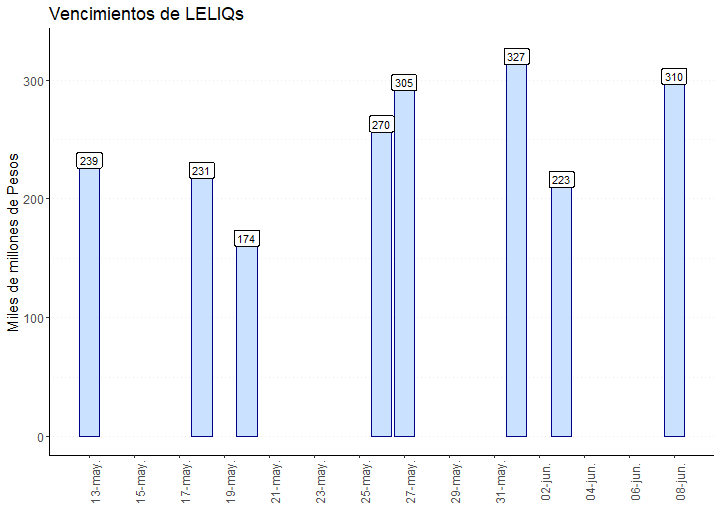 Vencimientos de LELIQs
Miles de millones de Pesos
300
200
100
0
239
231
174
270
305
327
223
310
13-may.
15-may.
17-may.
19-may.
21-may.
23-may.
25-may.
27-may.
29-may.
31-may.
02-jun.
04-jun.
06-jun.
08-jun.